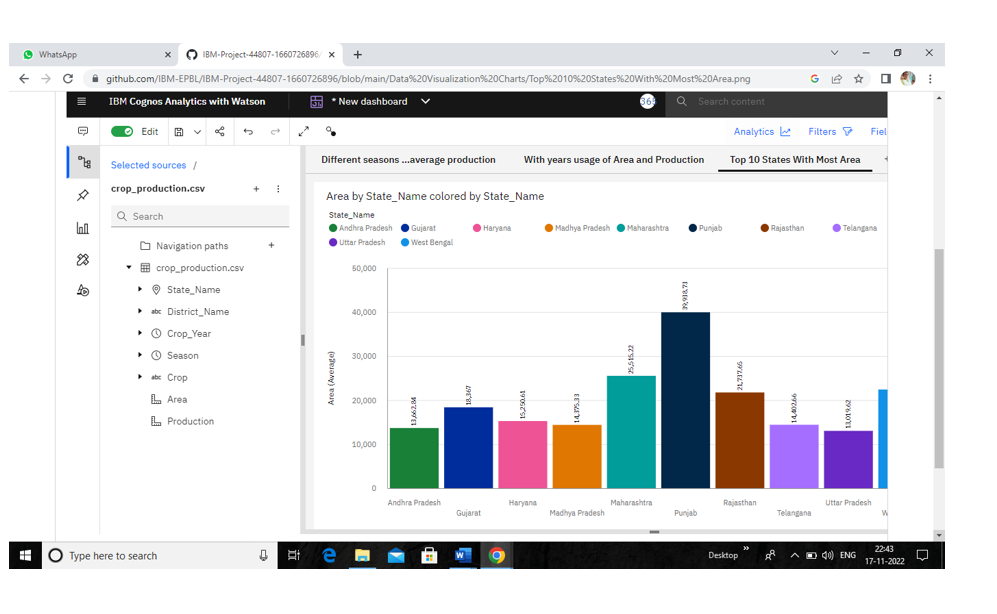 WhatsApp
IBM-Project-44807-1660726896/
github.com/IBM-EPBL/IBM-Project-44807-1660726896/blob/main/Data%20Visualization%20Charts/Top%2010%20States%20With%20Most%20Area.png
IBM Cognos Analytics with Watson
* New dashboard
Search content
Edit
Analytics
Filters
Fiel
Selected sources /
crop_production.csv
Search
Navigation paths
crop_production.csv
State_Name
abc District_Name
Crop_Year
Season
abc Crop
Area
Production
Different seasons ...average production
With years usage of Area and Production
Top 10 States With Most Area
Area by State_Name colored by State_Name
State_Name
Andhra Pradesh Gujarat Haryana Madhya Pradesh Maharashtra Punjab Rajasthan Telangana
Uttar Pradesh West Bengal
Area (Average)
50,000
40,000
30,000
20,000
10,000
0
13,662.84
18,367
15,250.61
14,375.33
25,515.22
39,918.73
21,737.65
14,402.66
13,019.62
Andhra Pradesh
Gujarat
Haryana
Madhya Pradesh
Maharashtra
Punjab
Rajasthan
Telangana
Uttar Pradesh
W
Type here to search
Desktop
ENG
22:43
17-11-2022